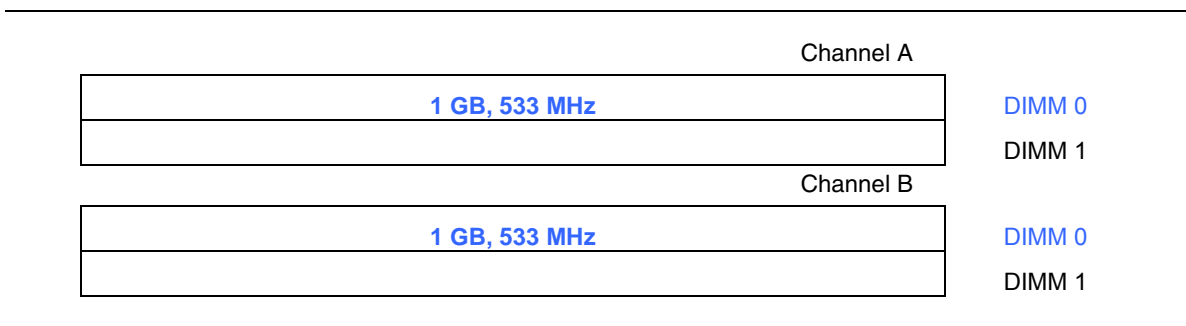 Channel A
1 GB, 533 MHz DIMM 0
DIMM 1
Channel B
1 GB, 533 MHz DIMM 0
DIMM 1